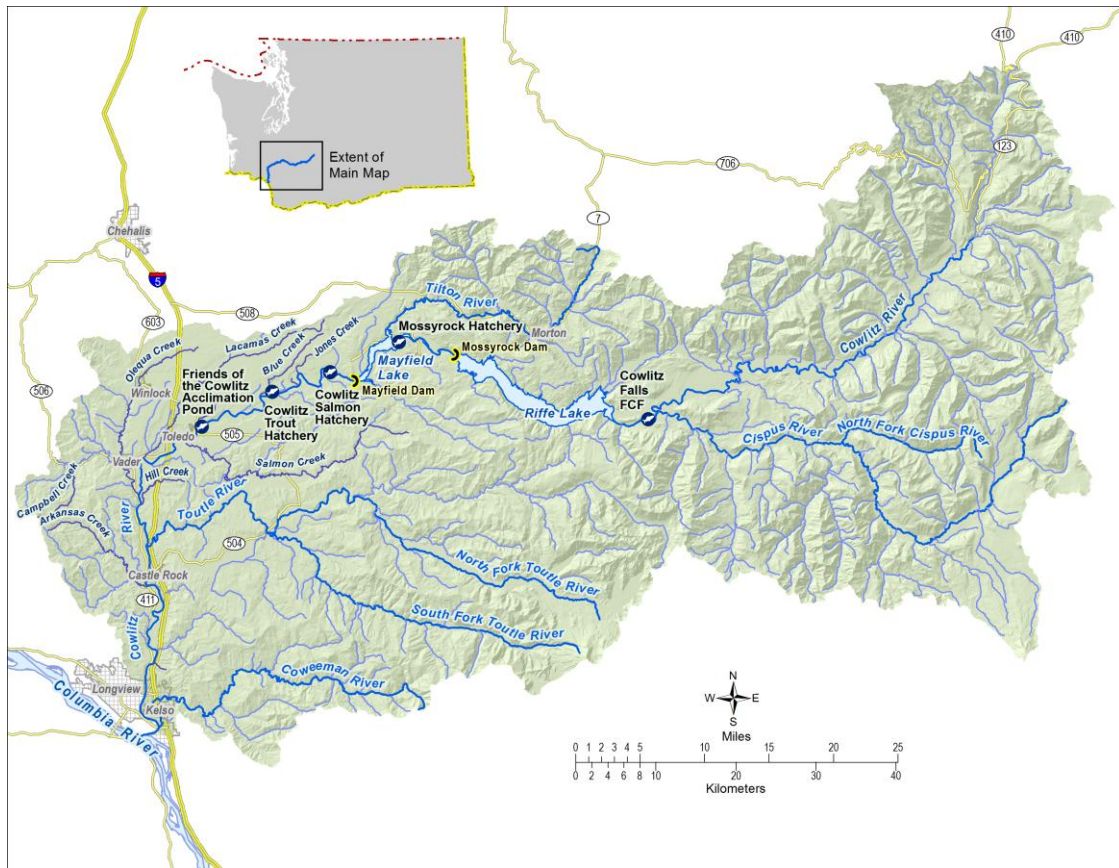 410
410
Extent of
Main Map
123
706
7
Chehalis
5
508
603
Tilton River
Cowlitz River
Lacamas Creek
Jones Creek
Blue Creek
Mossyrock Hatchery
Morton
Olequa Creek
Mossyrock Dam
Mayfield
Lake
506
Winlock
Friends of
the Cowlitz
Acclimation
Pond
Mayfield Dam
Cowlitz
Salmon
Hatchery
Cowlitz
Trout
Hatchery
Cowlitz
Falls
FCF
Riffe Lake
Toledo
505
Cispus River
North Fork Cispus River
Vader
Salmon Creek
Hill Creek
Campbell Creek
Arkansas Creek
River
Toutle River
504
North Fork Toutle River
Castle Rock
411
South Fork Toutle River
Cowlitz
Coweeman River
Longview
Kelso
Columbia River
N
W E
S
Miles
0 1 2 3 4 5 10 15 20 25
0 2 4 6 8 10 20 30 40
Kilometers